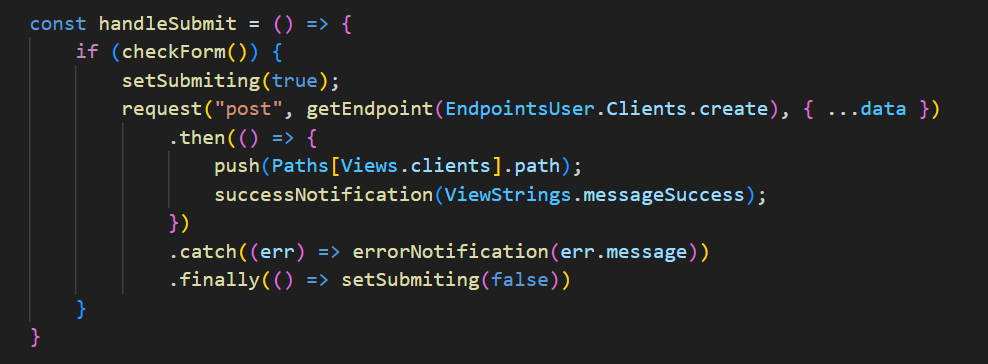 const handleSubmit = () => {
    if (checkForm()) {
        setSubmiting(true);
        request("post", getEndpoint(EndpointsUser.Clients.create), { ...data })
            .then(() => {
                push(Paths[Views.clients].path);
                successNotification(ViewStrings.messageSuccess);
            })
            .catch((err) => errorNotification(err.message))
            .finally(() => setSubmiting(false))
    }
}